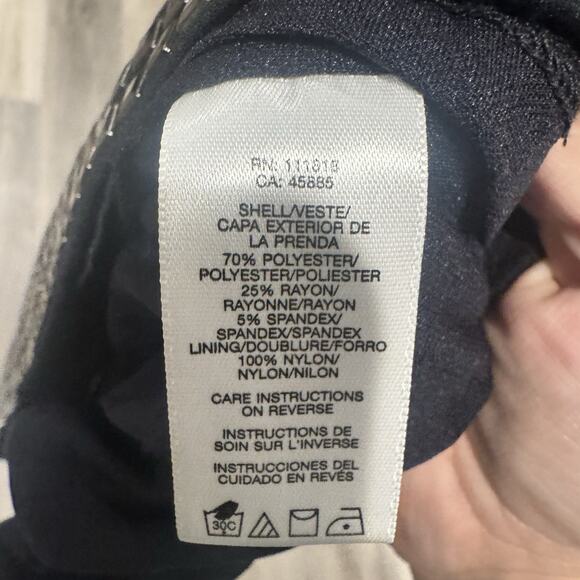 RN: 111818
CA: 45885
SHELL/VESTE/
CAPA EXTERIOR DE
LA PRENDA
70% POLYESTER/
POLYESTER/POLIESTER
25% RAYON/
RAYONNE/RAYON
5% SPANDEX/
SPANDEX/SPANDEX
LINING/DOUBLURE/FORRO
100% NYLON/
NYLON/NILON
CARE INSTRUCTIONS
ON REVERSE
INSTRUCTIONS DE
SOIN SUR L'INVERSE
INSTRUCCIONES DEL
CUIDADO EN REVÉS
30C